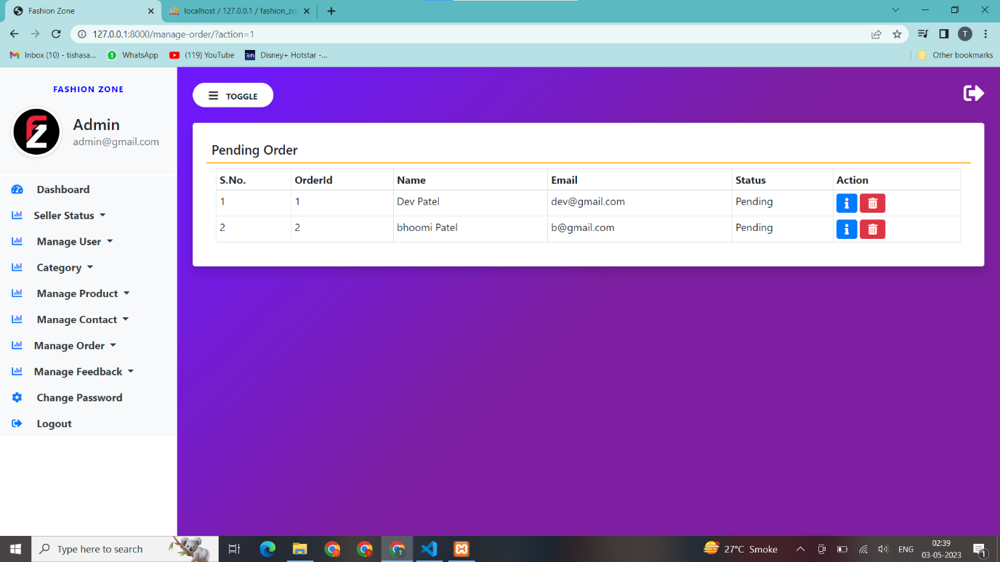 Fashion Zone
localhost / 127.0.0.1 / fashion_zo
127.0.0.1:8000/manage-order/?action=1
T
Inbox (10) - tishasa...
WhatsApp
(119) YouTube
Disney+ Hotstar -...
Other bookmarks
FASHION ZONE
FZ
Admin
admin@gmail.com
Dashboard
Seller Status
Manage User
Category
Manage Product
Manage Contact
Manage Order
Manage Feedback
Change Password
Logout
TOGGLE
Pending Order
S.No. OrderId Name Email Status Action
1 1 Dev Patel dev@gmail.com Pending
2 2 bhoomi Patel b@gmail.com Pending
Type here to search
27°C Smoke
ENG
02:39
03-05-2023
1